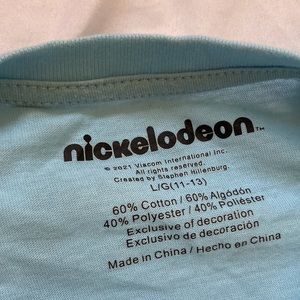 nickelodeon™
© 2021 Viacom International Inc.
All rights reserved.
Created by Stephen Hillenburg.
L/G(11-13)
60% Cotton / 60% Algodón
40% Polyester / 40% Poliéster
Exclusive of decoration
Exclusivo de decoración
Made in China / Hecho en China